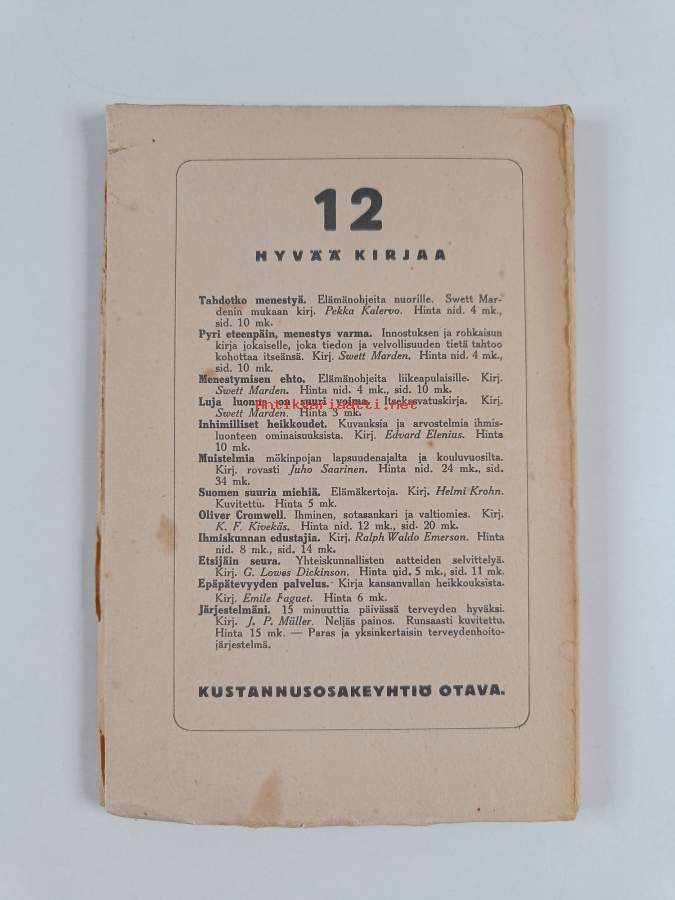 12
HYVÄÄ KIRJAA
Tahdotko menestyä. Elämänohjeita nuorille. Swett Mar-
denin mukaan kirj. Pekka Kalervo. Hinta nid. 4 mk.,
sid. 10 mk.
Pyri eteenpäin, menestys varma. Innostuksen ja rohkaisun
kirja jokaiselle, joka tiedon ja velvollisuuden tietä tahtoo
kohottaa itseänsä. Kirj. Swett Marden. Hinta nid. 4 mk.,
sid. 10 mk.
Menestymisen ehto. Elämänohjeita liikeapulaisille. Kirj.
Swett Marden. Hinta nid. 4 mk., sid. 10 mk.
Luja luonne on suuri voima. Itsekasvatuskirja. Kirj.
Antikvariaatti.net
Swett Marden. Hinta 3 mk.
Inhimilliset heikkoudet. Kuvauksia ja arvostelmia ihmis-
luonteen ominaisuuksista. Kirj. Edvard Elenius. Hinta
10 mk.
Muistelmia mökinpojan lapsuudenajalta ja kouluvuosilta.
Kirj. rovasti Juho Saarinen. Hinta nid. 24 mk., sid.
34 mk.
Suomen suuria miehiä. Elämäkertoja. Kirj. Helmi Krohn.
Kuvitettu. Hinta 5 mk.
Oliver Cromwell. Ihminen, sotasankari ja valtiomies. Kirj.
K. F. Kivekäs. Hinta nid. 12 mk., sid. 20 mk.
Ihmiskunnan edustajia. Kirj. Ralph Waldo Emerson. Hinta
nid. 8 mk., sid. 14 mk.
Etsijäin seura. Yhteiskunnallisten aatteiden selvittelyä.
Kirj. G. Lowes Dickinson. Hinta nid. 5 mk., sid. 11 mk.
Epäpätevyyden palvelus. Kirja kansanvallan heikkouksista.
Kirj. Emile Faguet. Hinta 6 mk.
Järjestelmäni. 15 minuuttia päivässä terveyden hyväksi.
Kirj. J. P. Müller. Neljäs painos. Runsaasti kuvitettu.
Hinta 15 mk. — Paras ja yksinkertaisin terveydenhoito-
järjestelmä.
KUSTANNUSOSAKEYHTIÖ OTAVA.